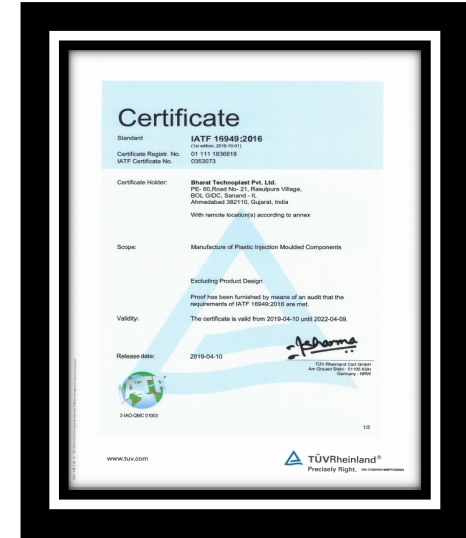 Certificate
Standard IATF 16949:2016
(1st edition, 2016-10-01)
Certificate Registr. No. 01 111 1836818
IATF Certificate No. 0353073
Certificate Holder: Bharat Technoplast Pvt. Ltd.
PE- 60,Road No- 21, Rasulpura Village,
BOL GIDC, Sanand - II,
Ahmedabad 382110, Gujarat, India
With remote location(s) according to annex
Scope: Manufacture of Plastic Injection Moulded Components
Excluding Product Design
Proof has been furnished by means of an audit that the
requirements of IATF 16949:2016 are met.
Validity: The certificate is valid from 2019-04-10 until 2022-04-09.
Release date: 2019-04-10
TÜV Rheinland Cert GmbH
Am Grauen Stein · 51105 Köln
Germany - NRW
2-IAO-QMC 01003
1/2
www.tuv.com
TÜVRheinland®
Precisely Right.